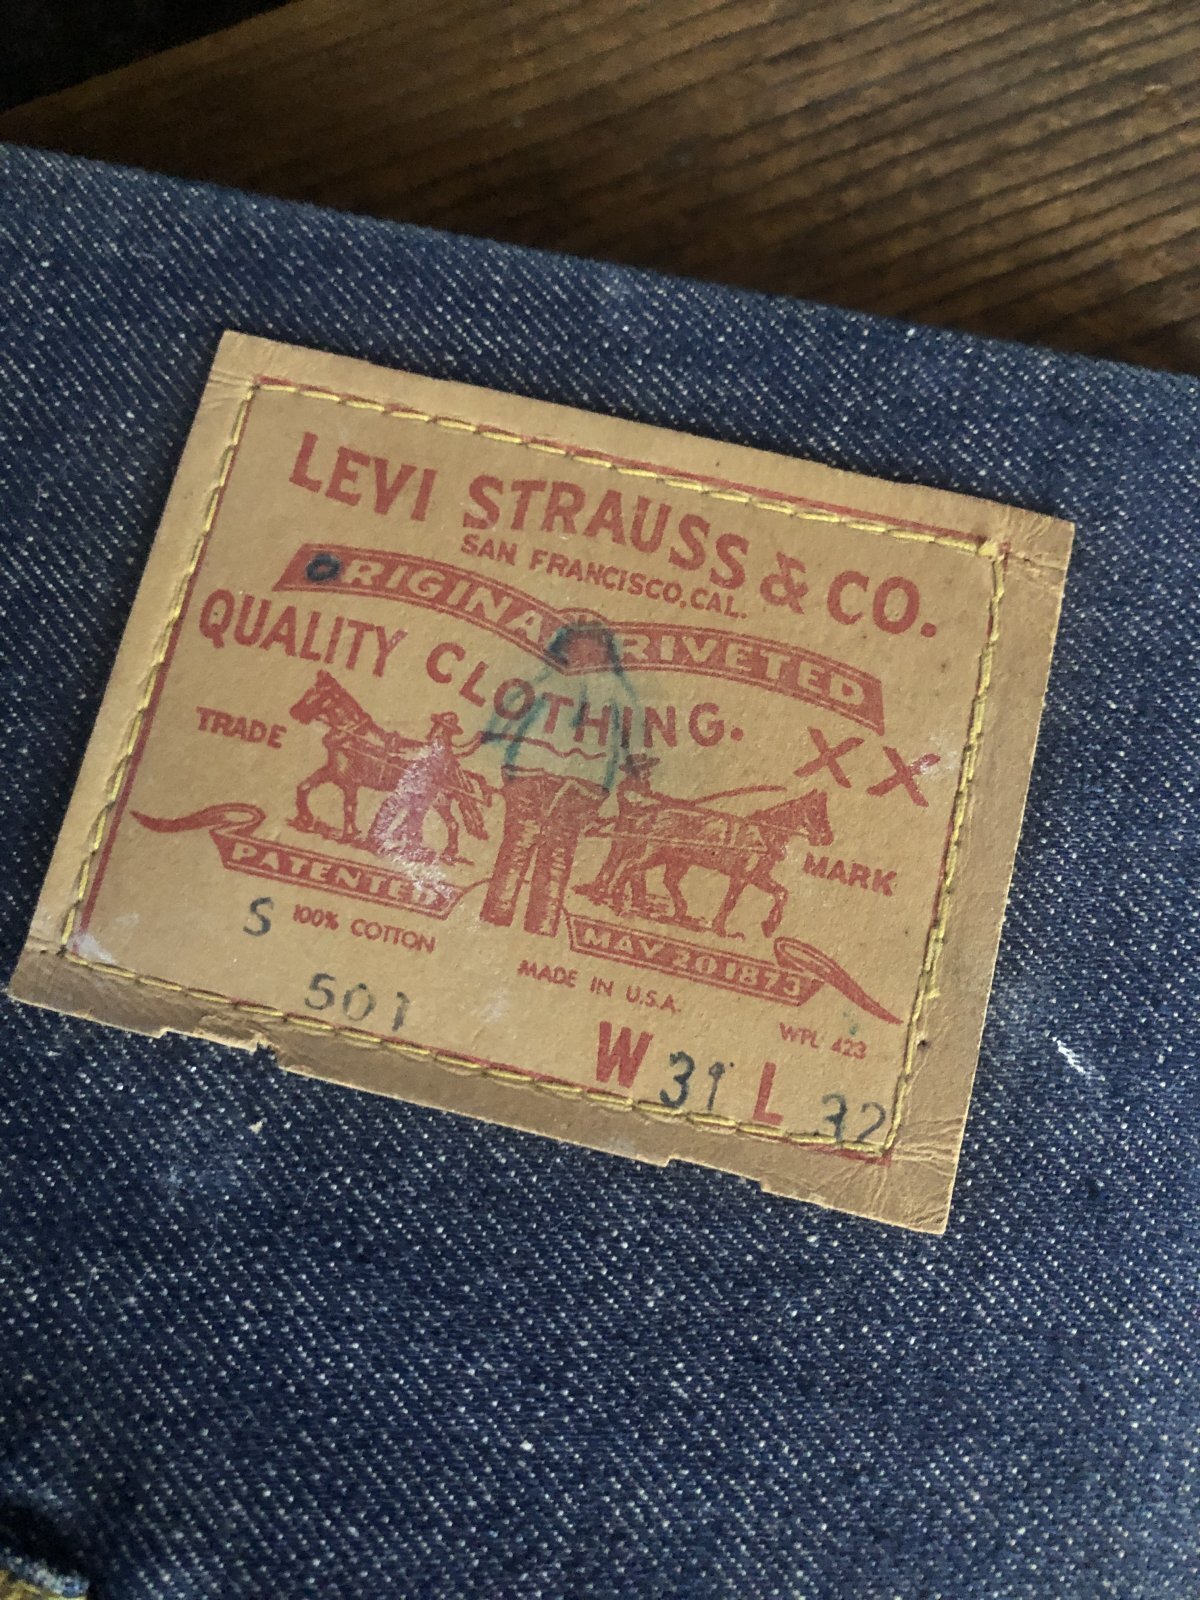 LEVI STRAUSS & CO.
SAN FRANCISCO, CAL.
ORIGINAL RIVETED
QUALITY CLOTHING.
XX
TRADE MARK
PATENTED MAY 20 1873
S 100% COTTON
MADE IN U.S.A.
WPL 423
501
W 31 L 32